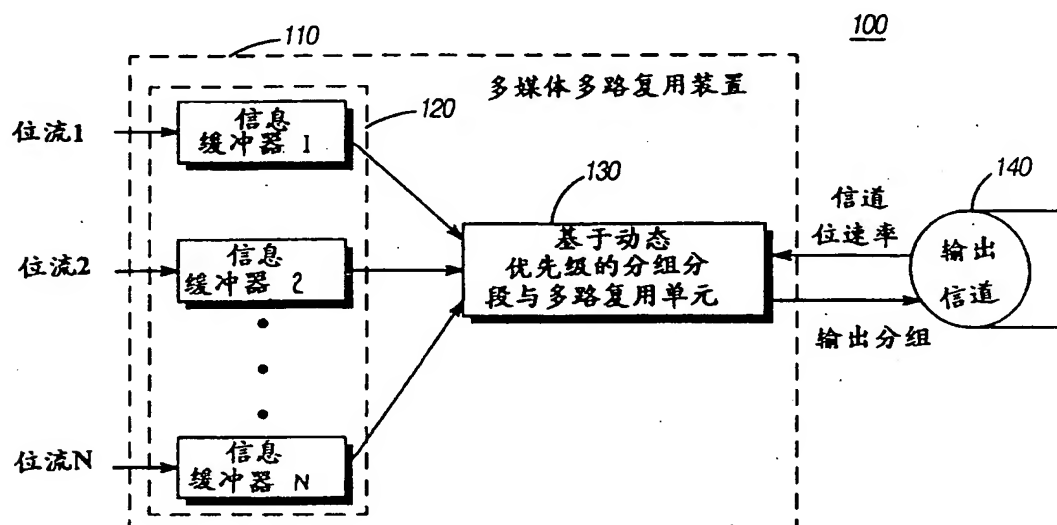 100
110
多媒体多路复用装置
120
位流1
信息
缓冲器 1
130
140
信道
位速率
位流2
信息
缓冲器 2
基于动态
优先级的分组分
段与多路复用单元
输出
信道
输出分组
位流N
信息
缓冲器 N